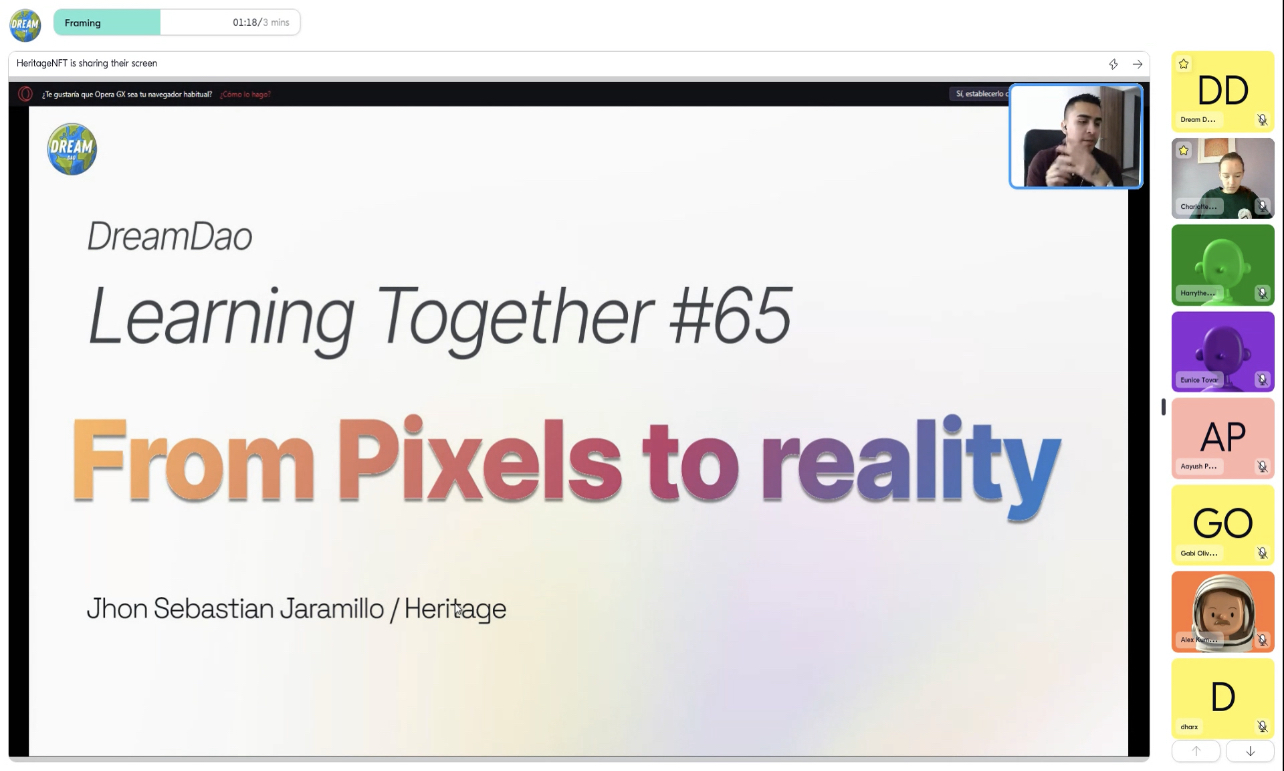 DREAM
DAO
Framing
01:18/3 mins
HeritageNFT is sharing their screen
¿Te gustaría que Opera GX sea tu navegador habitual? ¿Cómo lo hago?
Sí, establecerlo
DREAM
DreamDao
Learning Together #65
From Pixels to reality
Jhon Sebastian Jaramillo / Heritage
DD
Dream D...
Charlotte...
Harrythe...
Eunice Tovar
AP
Aayush P...
GO
Gabi Oliv...
Alex
D
dharx